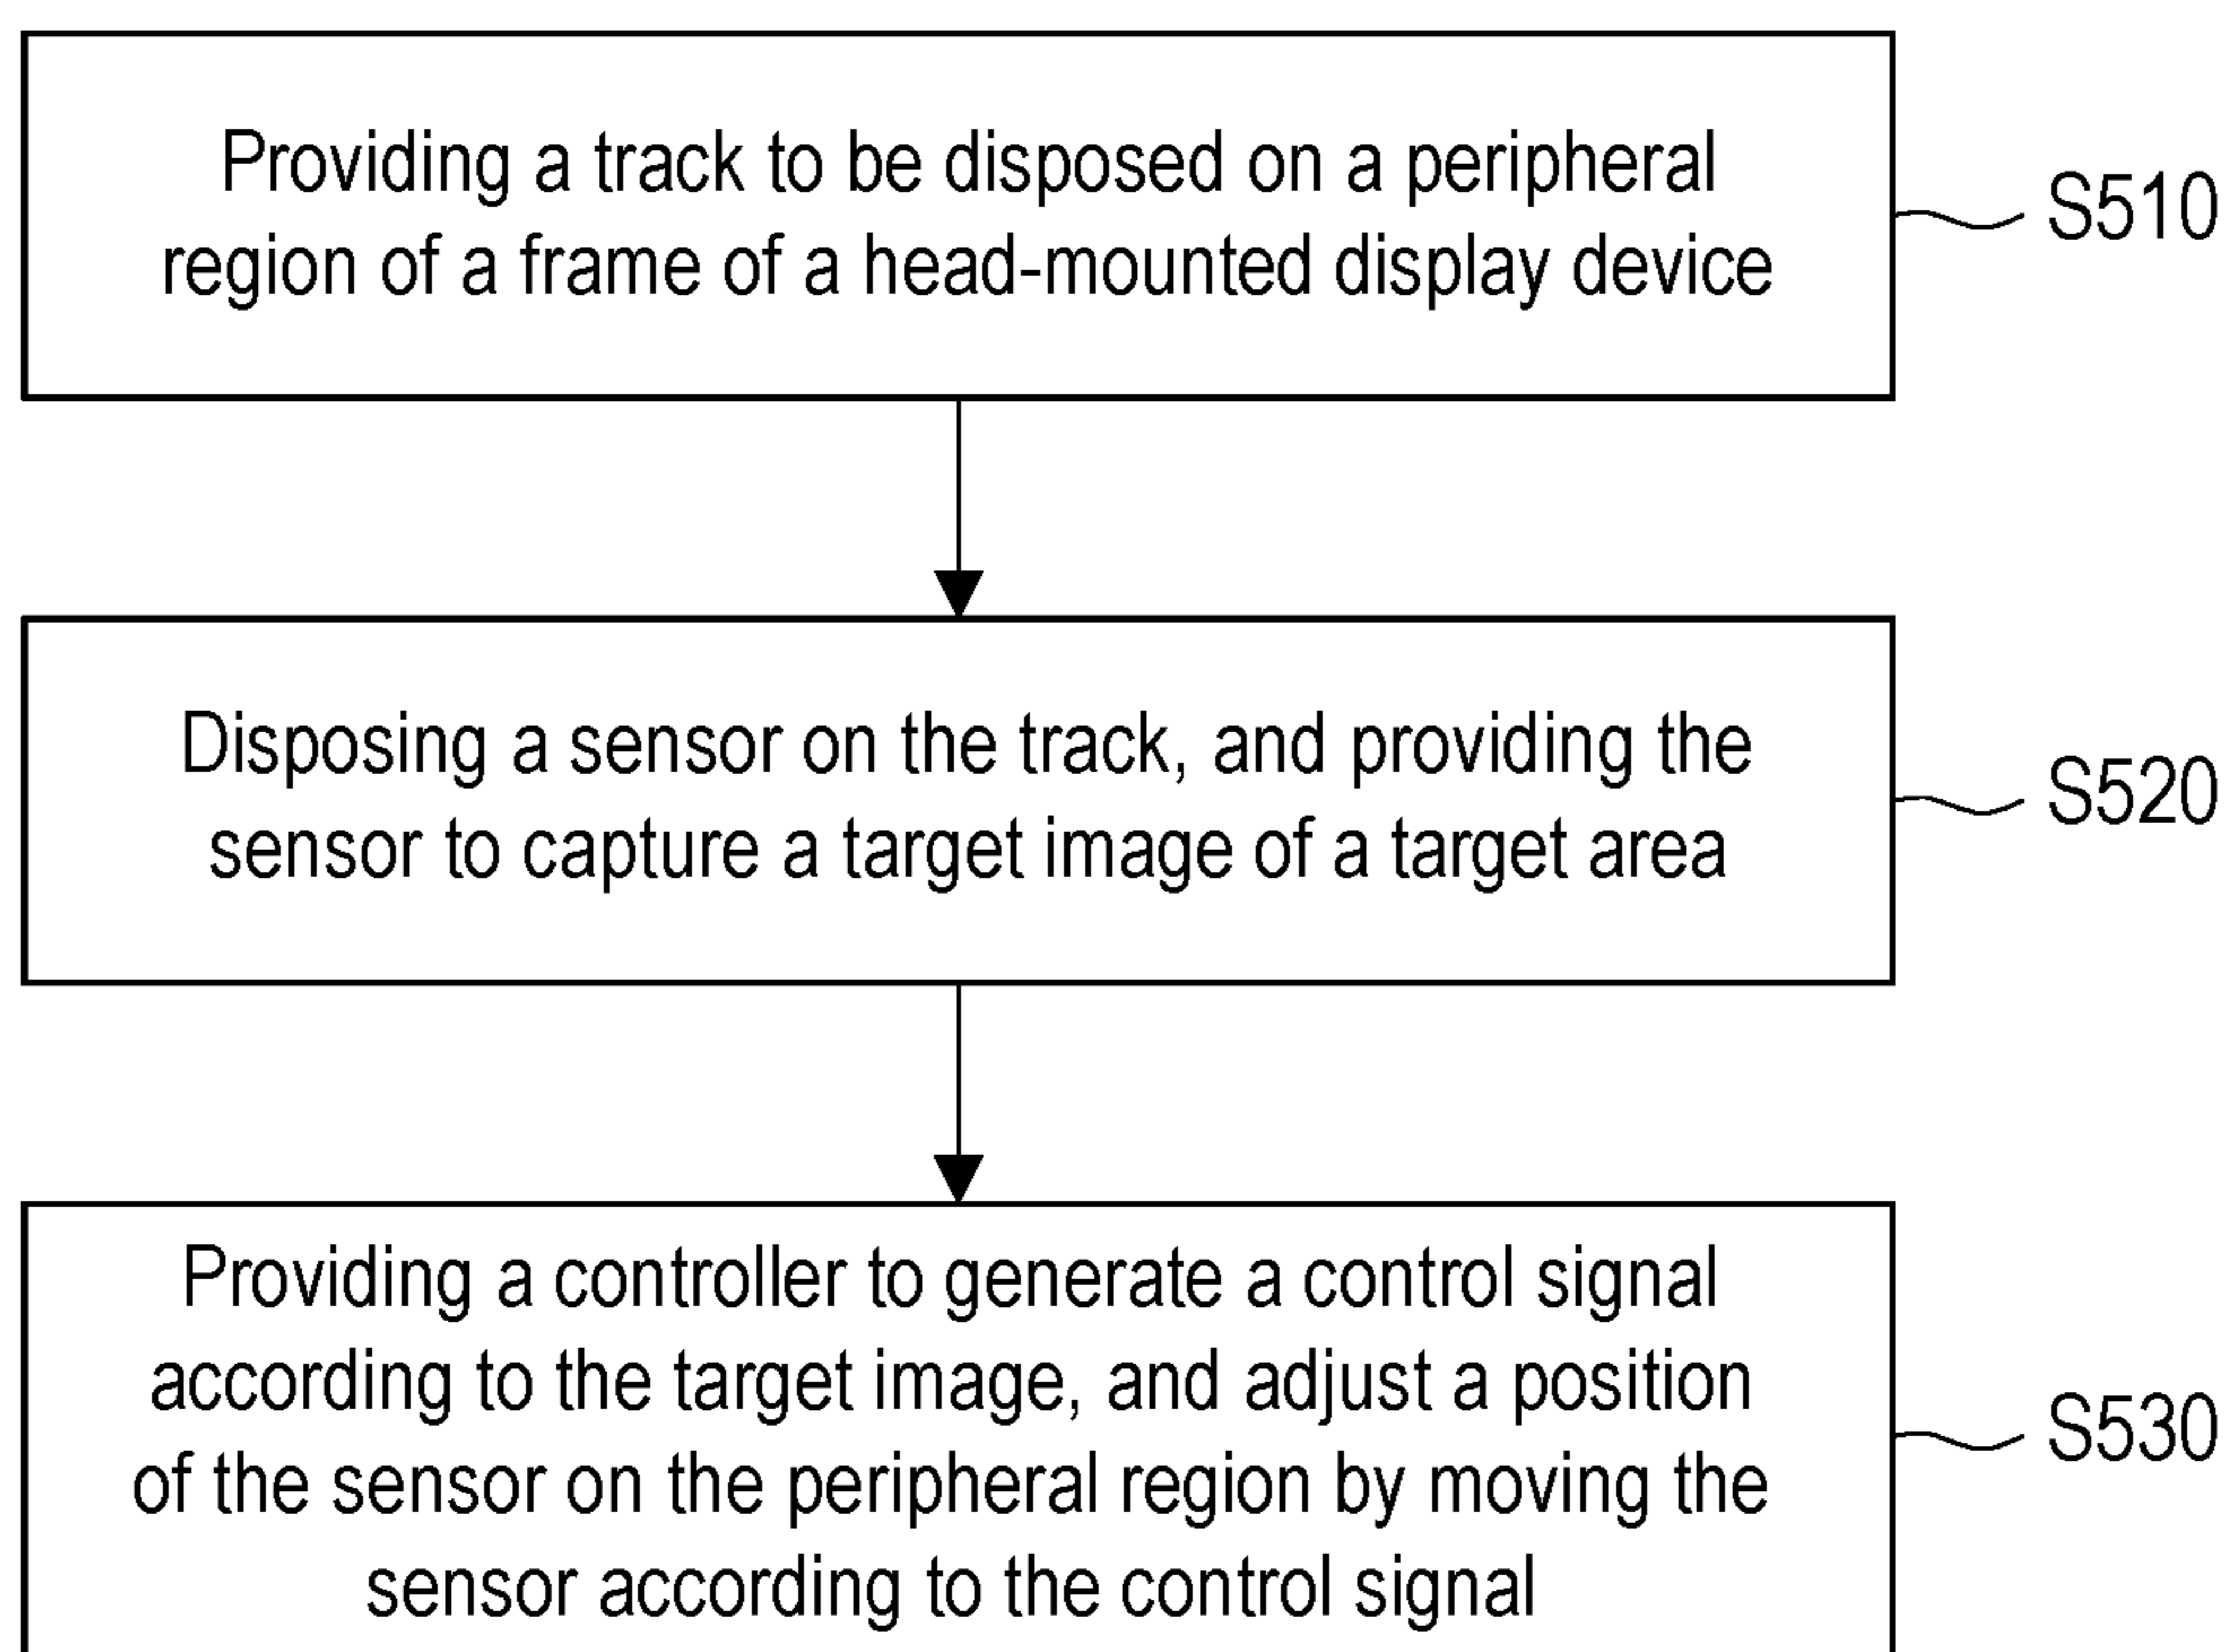 Providing a track to be disposed on a peripheral
region of a frame of a head-mounted display device
S510
Disposing a sensor on the track, and providing the
sensor to capture a target image of a target area
S520
Providing a controller to generate a control signal
according to the target image, and adjust a position
of the sensor on the peripheral region by moving the
sensor according to the control signal
S530